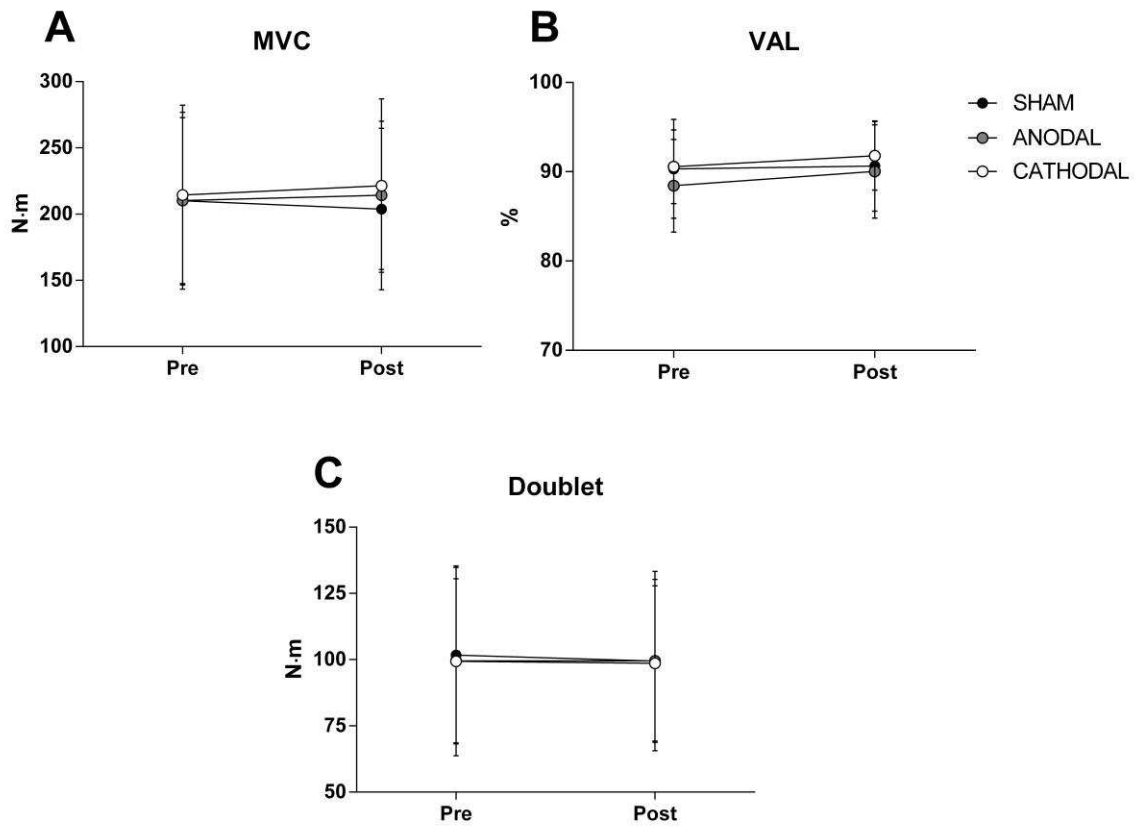 A
MVC
300
250
200
150
100
N·m
Pre
Post
B
VAL
100
90
80
70
%
Pre
Post
SHAM
ANODAL
CATHODAL
C
Doublet
150
125
100
75
50
N·m
Pre
Post